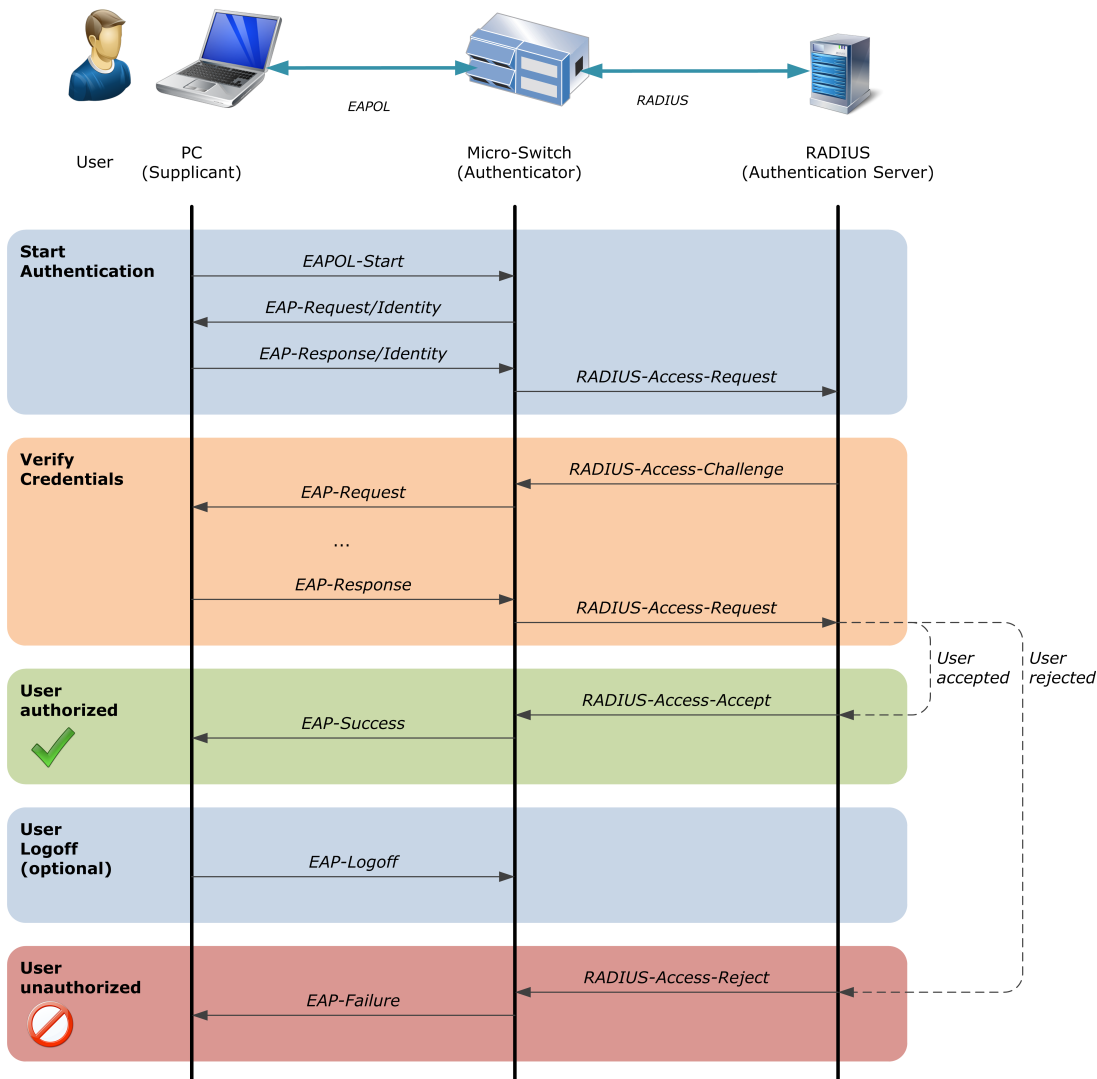 EAPOL
RADIUS
User
PC
(Supplicant)
Micro-Switch
(Authenticator)
RADIUS
(Authentication Server)
Start
Authentication
EAPOL-Start
EAP-Request/Identity
EAP-Response/Identity
RADIUS-Access-Request
Verify
Credentials
RADIUS-Access-Challenge
EAP-Request
...
EAP-Response
RADIUS-Access-Request
User
accepted
User
rejected
User
authorized
RADIUS-Access-Accept
EAP-Success
User
Logoff
(optional)
EAP-Logoff
User
unauthorized
RADIUS-Access-Reject
EAP-Failure